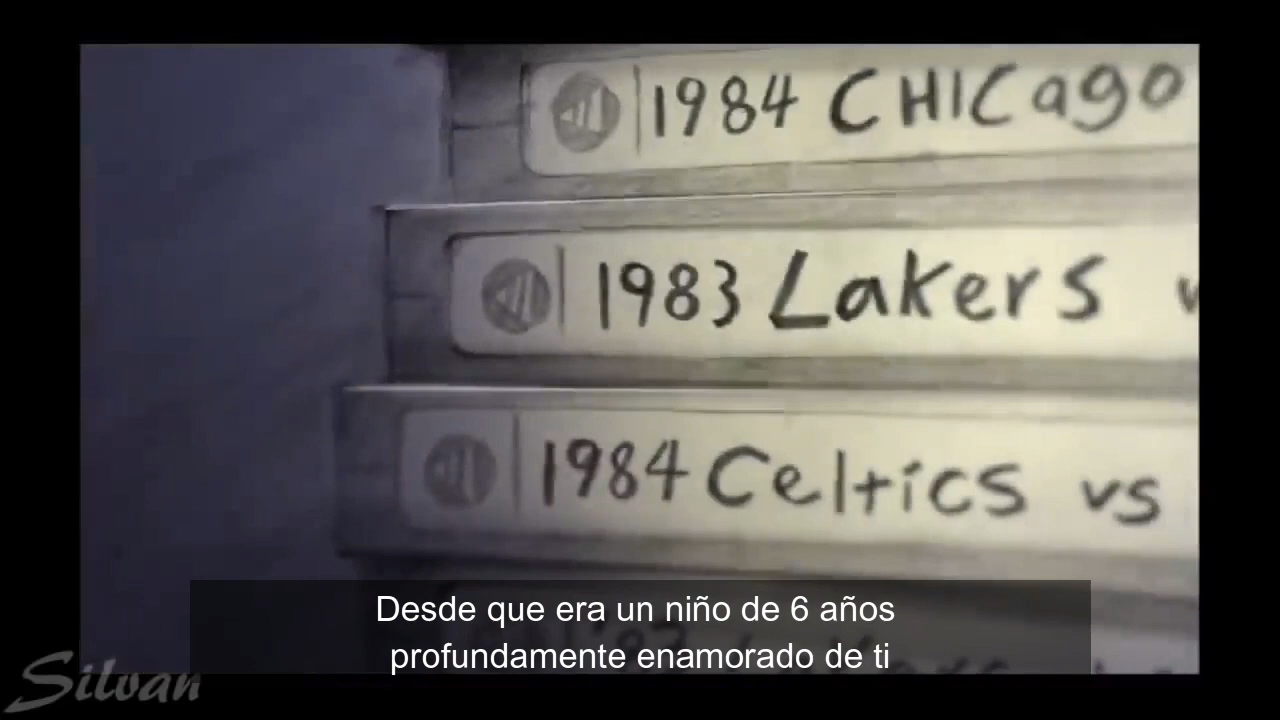 1984 CHICago
1983 Lakers
1984 Celtics vs
Desde que era un niño de 6 años
profundamente enamorado de ti
Silvan